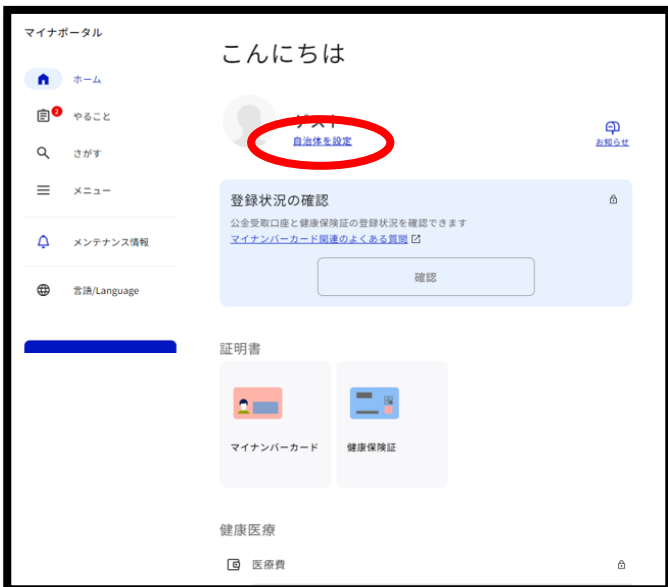 マイナポータル
ホーム
2
やること
さがす
メニュー
メンテナンス情報
言語/Language
こんにちは
ゲスト
自治体を設定
お知らせ
登録状況の確認
公金受取口座と健康保険証の登録状況を確認できます
マイナンバーカード関連のよくある質問
確認
証明書
マイナンバーカード
健康保険証
健康医療
医療費